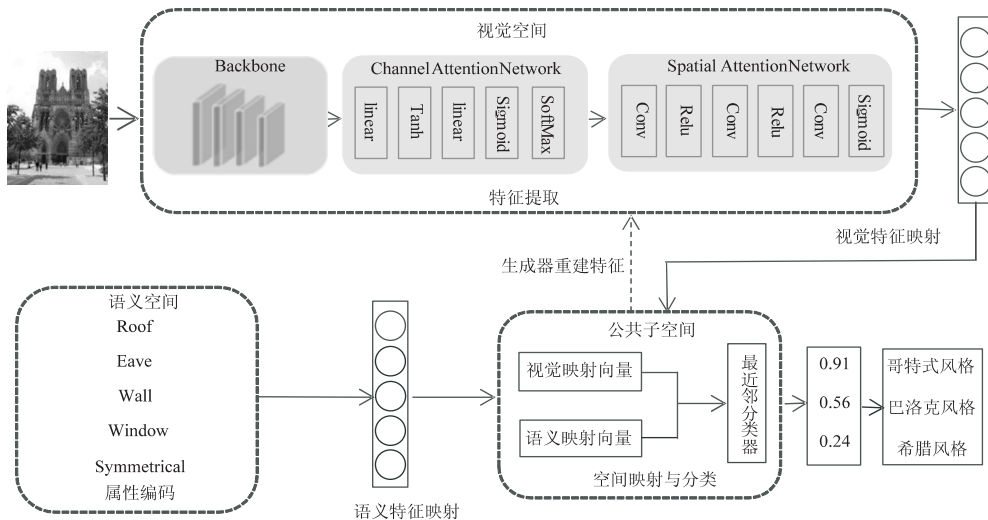 视觉空间
Backbone
Channel AttentionNetwork
linear
Tanh
linear
Sigmoid
SoftMax
Spatial AttentionNetwork
Conv
Relu
Conv
Relu
Conv
Sigmoid
特征提取
视觉特征映射
生成器重建特征
语义空间
Roof
Eave
Wall
Window
Symmetrical
属性编码
语义特征映射
公共子空间
视觉映射向量
语义映射向量
最近邻分类器
空间映射与分类
0.91
0.56
0.24
哥特式风格
巴洛克风格
希腊风格